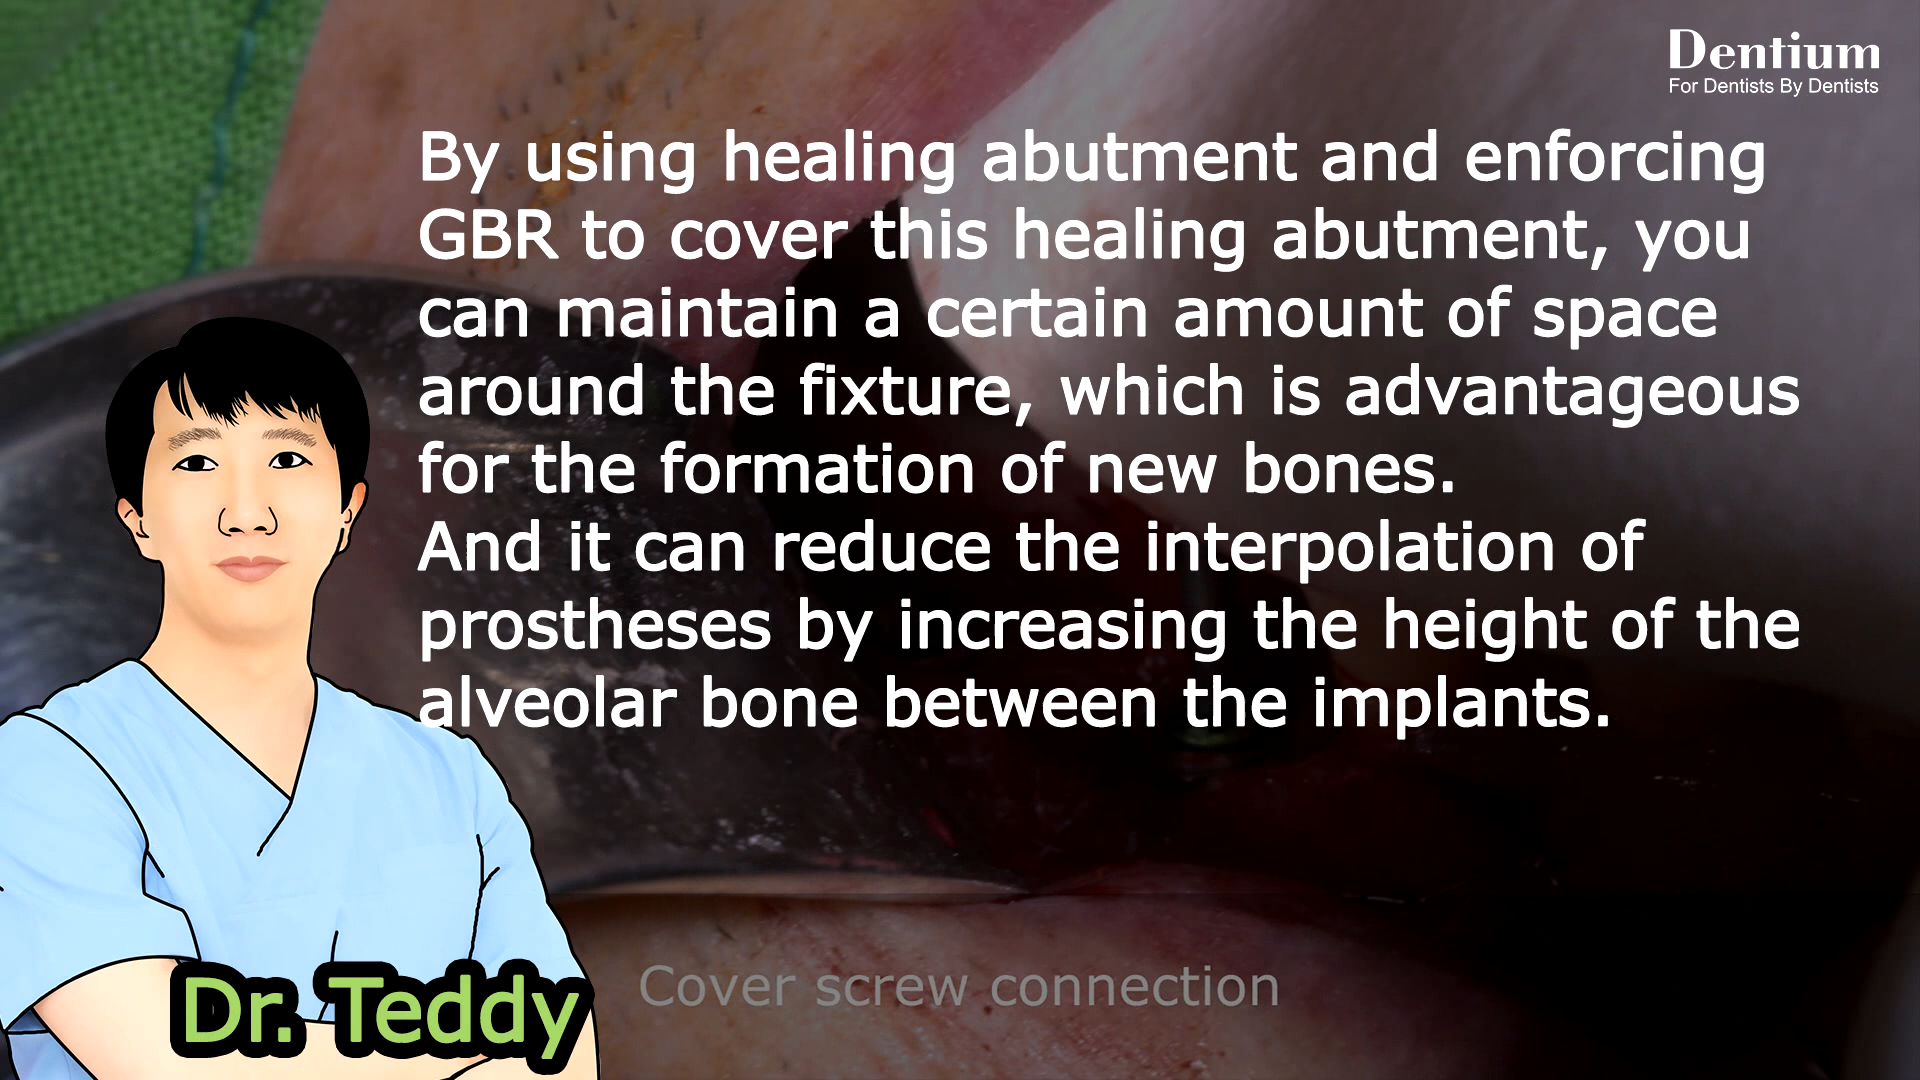 Dentium
For Dentists By Dentists
By using healing abutment and enforcing
GBR to cover this healing abutment, you
can maintain a certain amount of space
around the fixture, which is advantageous
for the formation of new bones.
And it can reduce the interpolation of
prostheses by increasing the height of the
alveolar bone between the implants.
Cover screw connection
Dr. Teddy